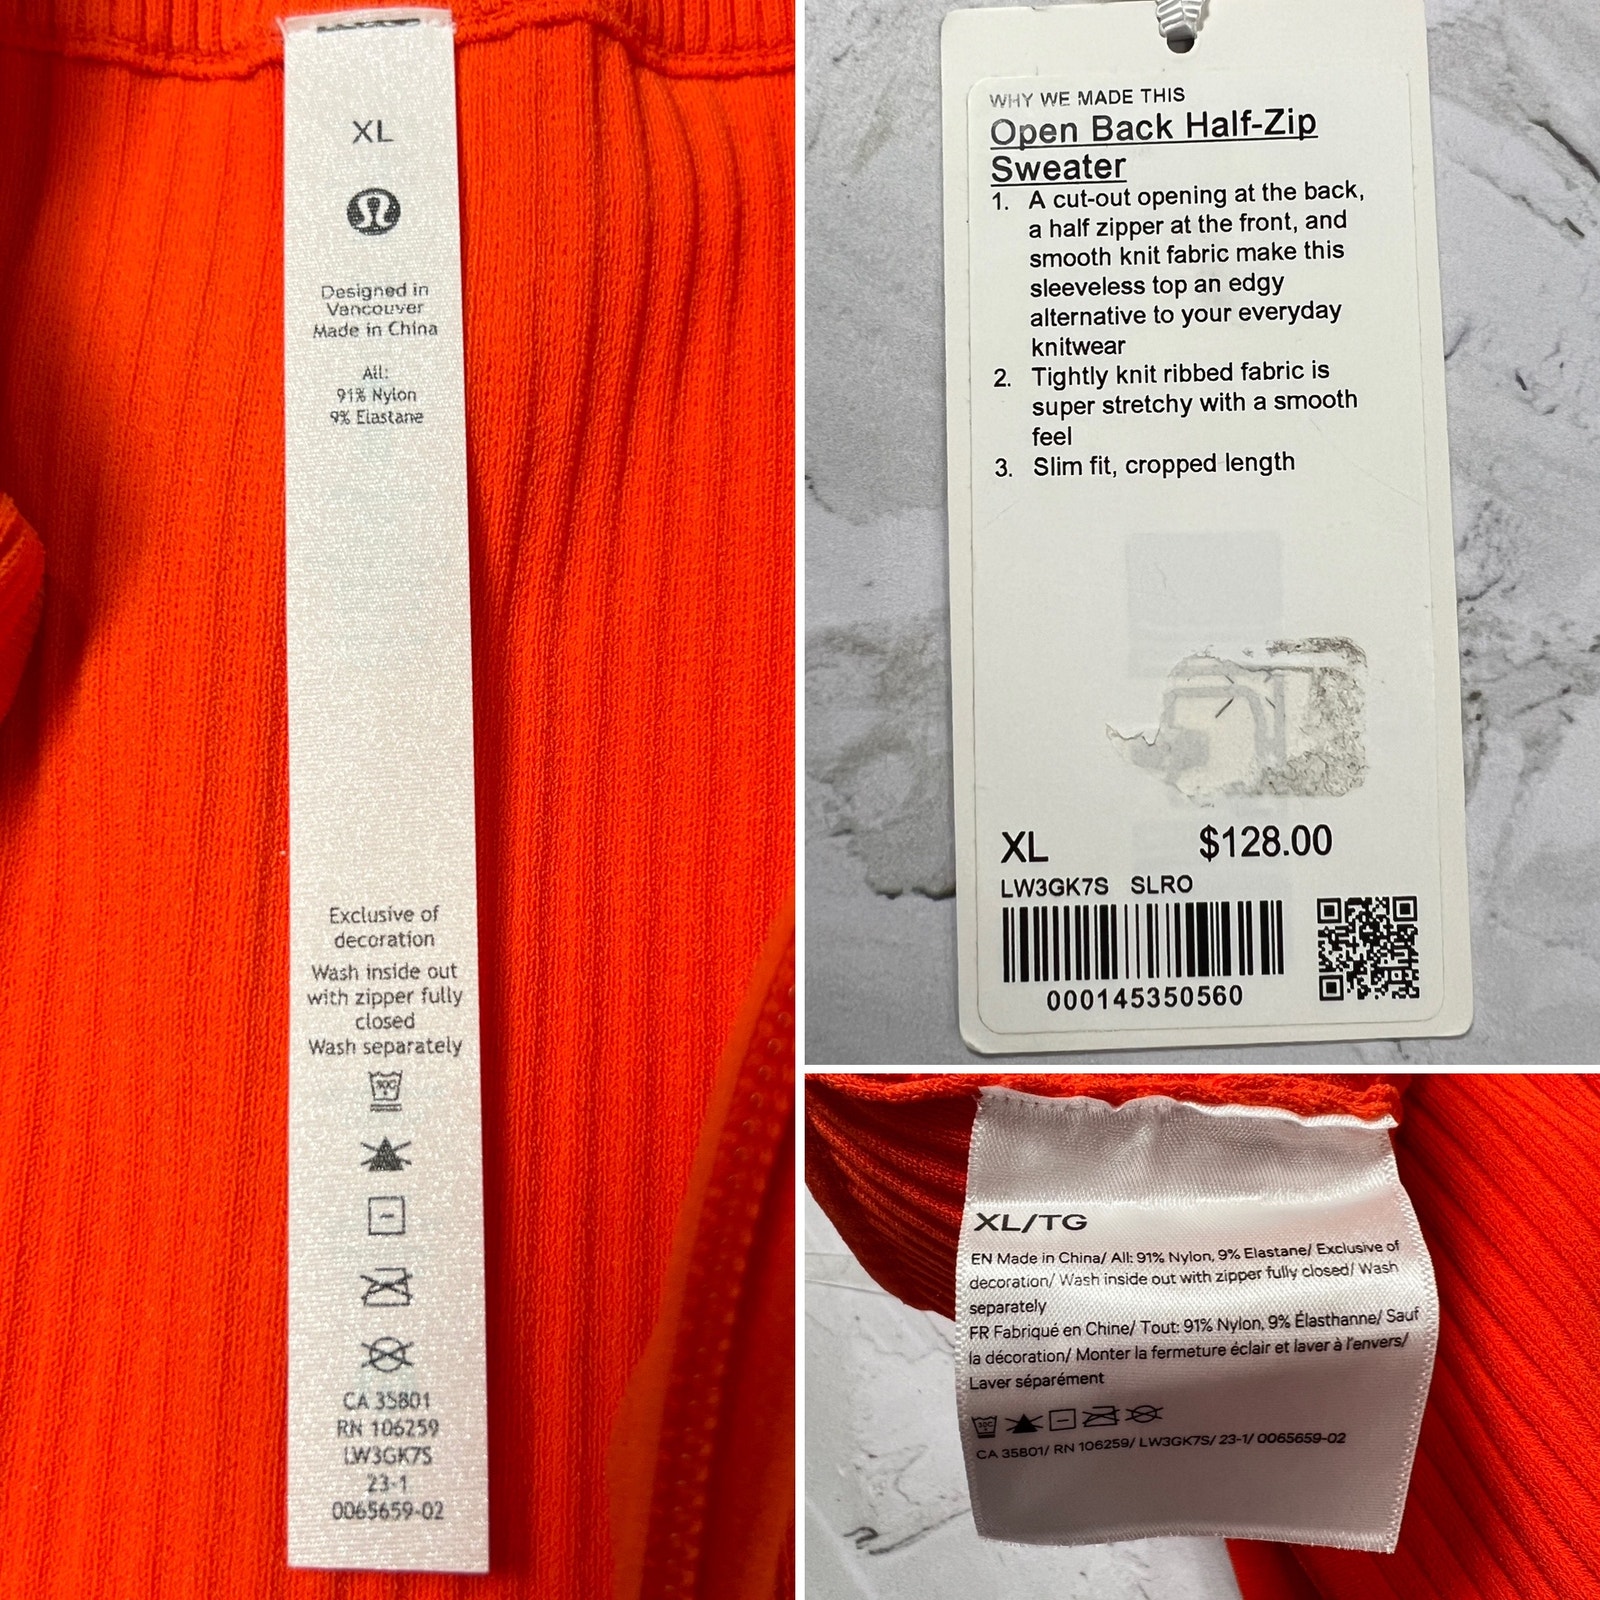 XL
Designed in
Vancouver
Made in China
All:
91% Nylon
9% Elastane
Exclusive of
decoration
Wash inside out
with zipper fully
closed
Wash separately
30C
CA 35801
RN 106259
LW3GK7S
23-1
0065659-02
WHY WE MADE THIS
Open Back Half-Zip
Sweater
1. A cut-out opening at the back,
a half zipper at the front, and
smooth knit fabric make this
sleeveless top an edgy
alternative to your everyday
knitwear
2. Tightly knit ribbed fabric is
super stretchy with a smooth
feel
3. Slim fit, cropped length
XL $128.00
LW3GK7S SLRO
000145350560
XL/TG
EN Made in China/ All: 91% Nylon, 9% Elastane/ Exclusive of
decoration/ Wash inside out with zipper fully closed/ Wash
separately
FR Fabriqué en Chine/ Tout: 91% Nylon, 9% Élasthanne/ Sauf
la décoration/ Monter la fermeture éclair et laver à l'envers/
Laver séparément
30C
CA 35801/ RN 106259/ LW3GK7S/ 23-1/ 0065659-02